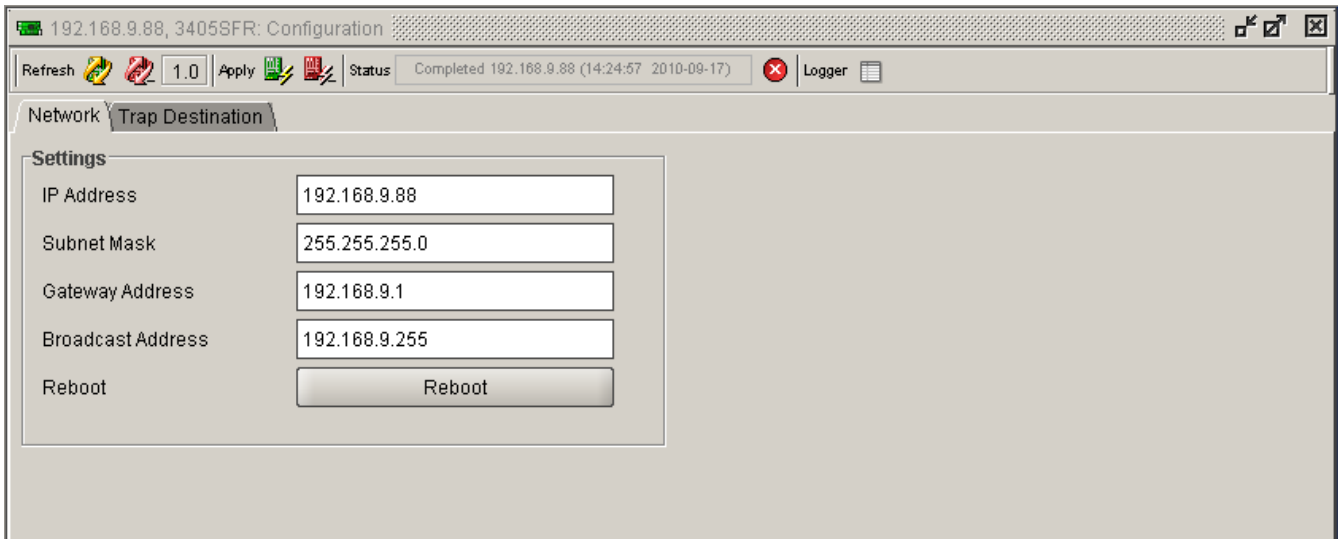 192.168.9.88, 3405SFR: Configuration
Refresh 1.0 Apply Status Completed 192.168.9.88 (14:24:57 2010-09-17) Logger
Network Trap Destination
Settings
IP Address 192.168.9.88
Subnet Mask 255.255.255.0
Gateway Address 192.168.9.1
Broadcast Address 192.168.9.255
Reboot Reboot